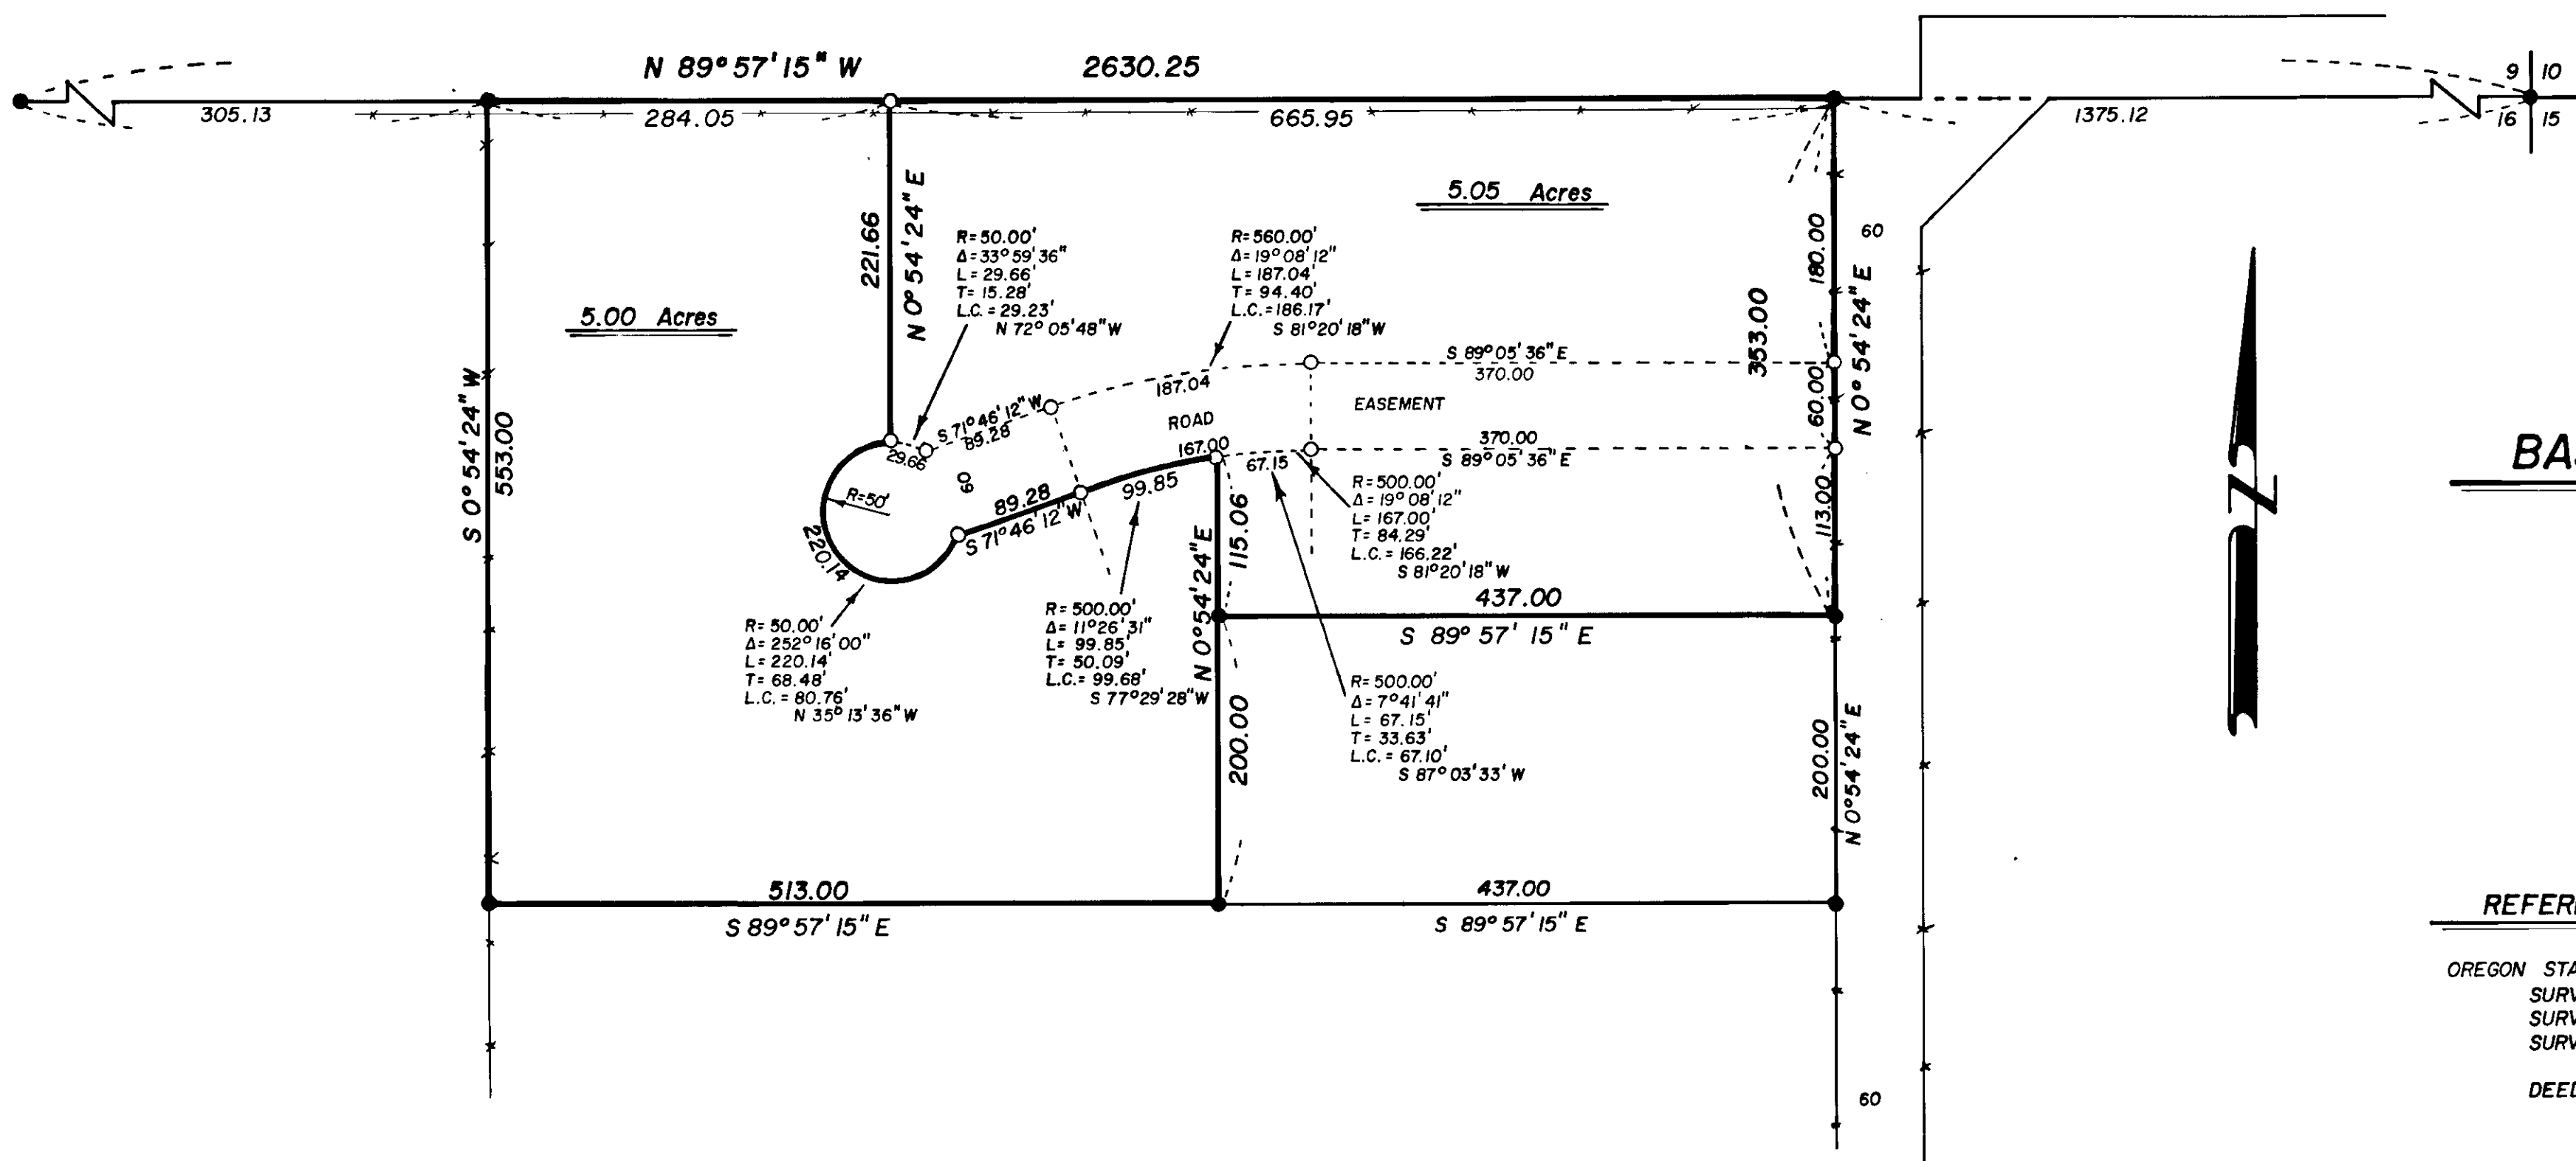 N 89° 57' 15" W
2630.25
9 10
16 15
305.13
284.05
665.95
1375.12
5.05 Acres
5.00 Acres
221.66
N 0° 54' 24" E
R= 50.00'
Δ= 33° 59' 36"
L= 29.66'
T= 15.28'
L.C. = 29.23'
N 72° 05' 48" W
R= 560.00'
Δ= 19° 08' 12"
L= 187.04'
T= 94.40'
L.C. = 186.17'
S 81° 20' 18" W
180.00
60
353.00
N 0° 54' 24" E
60.00
113.00
S 89° 05' 36" E
370.00
187.04
EASEMENT
ROAD
S 71° 46' 12" W
89.28
29.66
60
167.00
67.15
370.00
S 89° 05' 36" E
S 0° 54' 24" W
553.00
R=50'
220.14
89.28
S 71° 46' 12" W
99.85
115.06
N 0° 54' 24" E
R= 500.00'
Δ= 19° 08' 12"
L= 167.00'
T= 84.29'
L.C. = 166.22'
S 81° 20' 18" W
437.00
S 89° 57' 15" E
R= 50.00'
Δ= 252° 16' 00"
L= 220.14'
T= 68.48'
L.C. = 80.76'
N 35° 13' 36" W
R= 500.00'
Δ= 11° 26' 31"
L= 99.85'
T= 50.09'
L.C. = 99.68'
S 77° 29' 28" W
R= 500.00'
Δ= 7° 41' 41"
L= 67.15'
T= 33.63'
L.C. = 67.10'
S 87° 03' 33' W
200.00
200.00
N 0° 54' 24" E
513.00
S 89° 57' 15" E
437.00
S 89° 57' 15" E
60
N
BA
REFER
OREGON STA
SURV
SURV
SURV
DEED